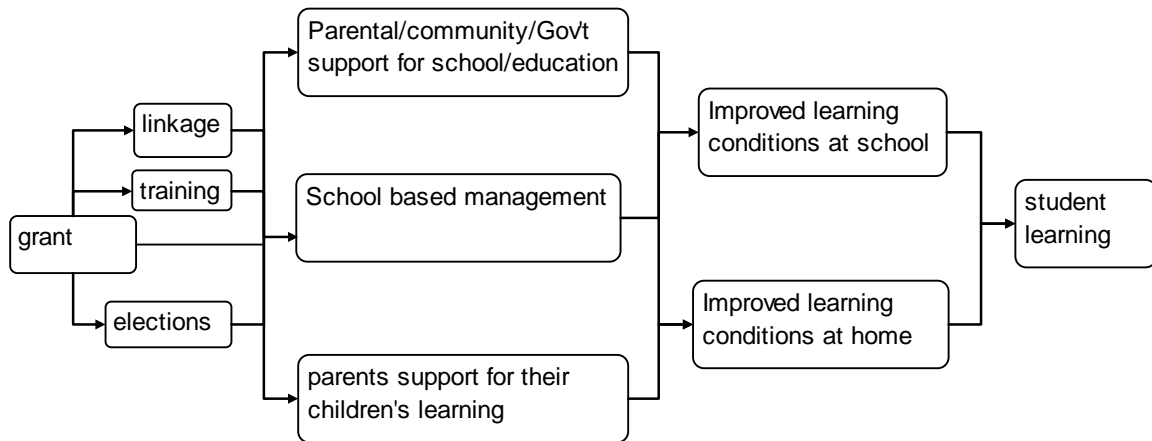 Parental/community/Gov't
support for school/education
linkage
Improved learning
conditions at school
training
School based management
student
learning
grant
Improved learning
conditions at home
elections
parents support for their
children's learning